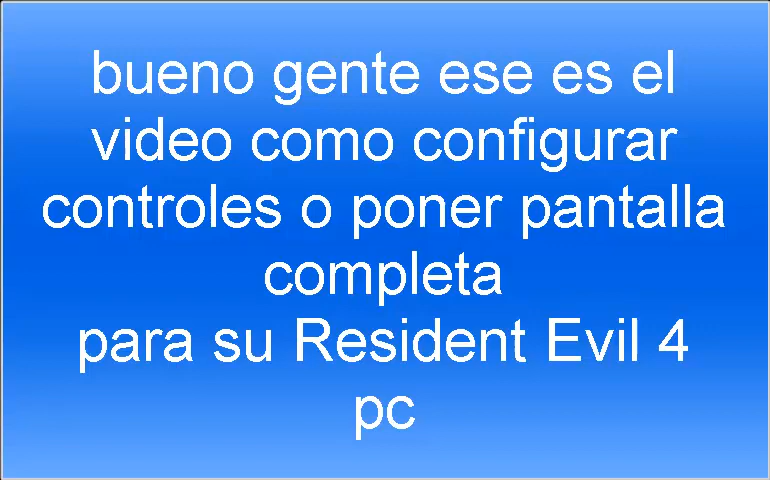 bueno gente ese es el
video como configurar
controles o poner pantalla
completa
para su Resident Evil 4
pc